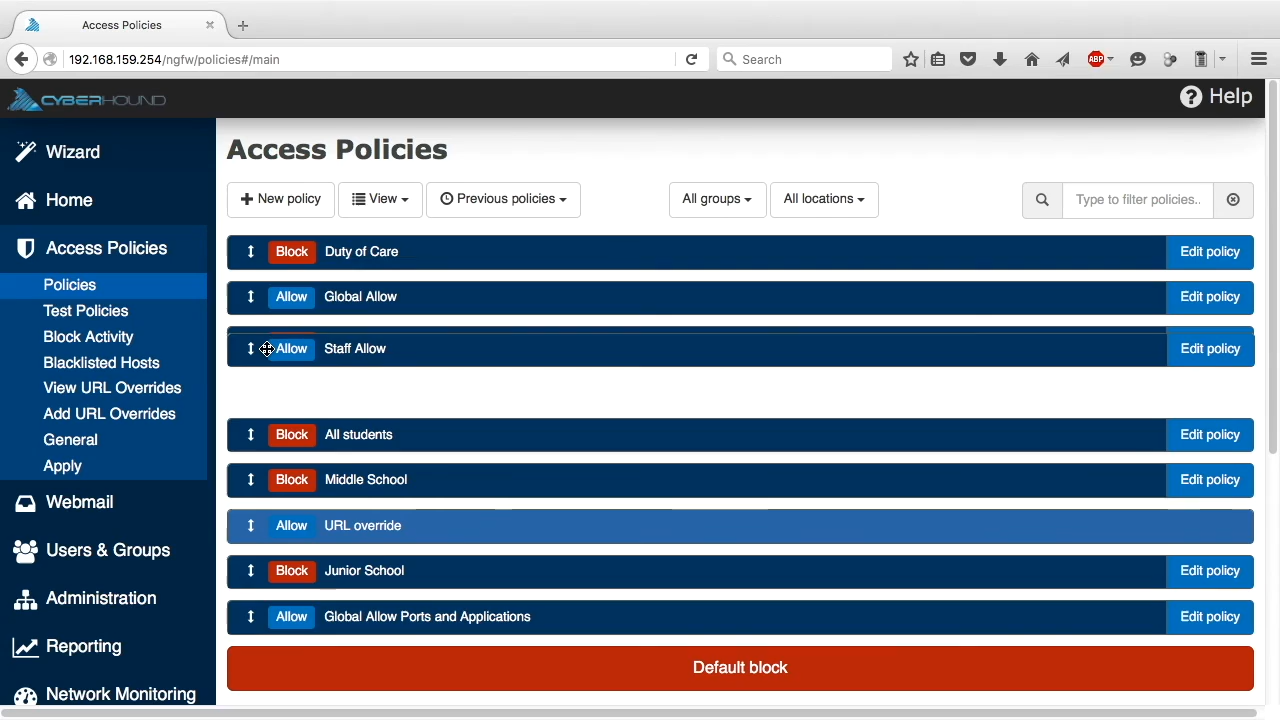 Access Policies
192.168.159.254/ngfw/policies#/main
Search
ABP
CYBERHOUND
Help
Wizard
Home
Access Policies
Policies
Test Policies
Block Activity
Blacklisted Hosts
View URL Overrides
Add URL Overrides
General
Apply
Webmail
Users & Groups
Administration
Reporting
Network Monitoring
Access Policies
New policy
View
Previous policies
All groups
All locations
Type to filter policies..
Block Duty of Care Edit policy
Allow Global Allow Edit policy
Allow Staff Allow Edit policy
Block All students Edit policy
Block Middle School Edit policy
Allow URL override
Block Junior School Edit policy
Allow Global Allow Ports and Applications Edit policy
Default block